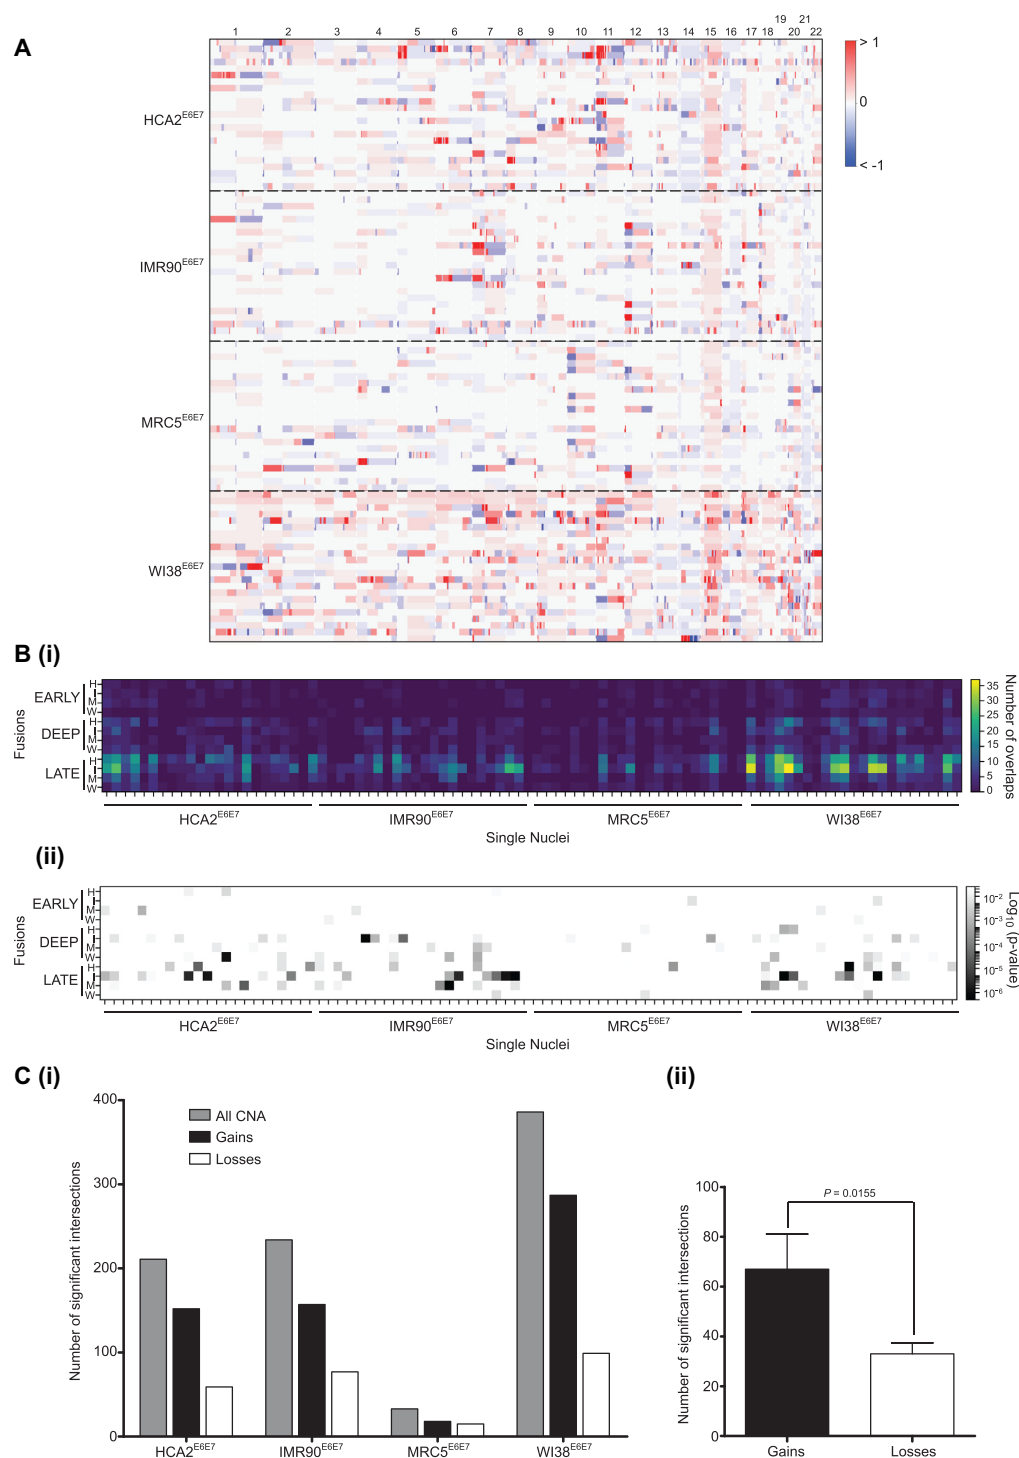 A
1 2 3 4 5 6 7 8 9 10 11 12 13 14 15 16 17 18 19 20 21 22
> 1
0
< -1
HCA2E6E7
IMR90E6E7
MRC5E6E7
WI38E6E7
B (i)
Fusions
EARLY
DEEP
LATE
H
I
M
W
H
I
M
W
H
I
M
W
HCA2E6E7 IMR90E6E7 MRC5E6E7 WI38E6E7
Single Nuclei
35
30
25
20
15
10
5
0
Number of overlaps
(ii)
Fusions
EARLY
DEEP
LATE
H
I
M
W
H
I
M
W
H
I
M
W
HCA2E6E7 IMR90E6E7 MRC5E6E7 WI38E6E7
Single Nuclei
10-2
10-3
10-4
10-5
10-6
Log10 (p-value)
C (i)
Number of significant intersections
400
300
200
100
0
All CNA
Gains
Losses
HCA2E6E7 IMR90E6E7 MRC5E6E7 WI38E6E7
(ii)
Number of significant intersections
100
80
60
40
20
0
P = 0.0155
Gains Losses